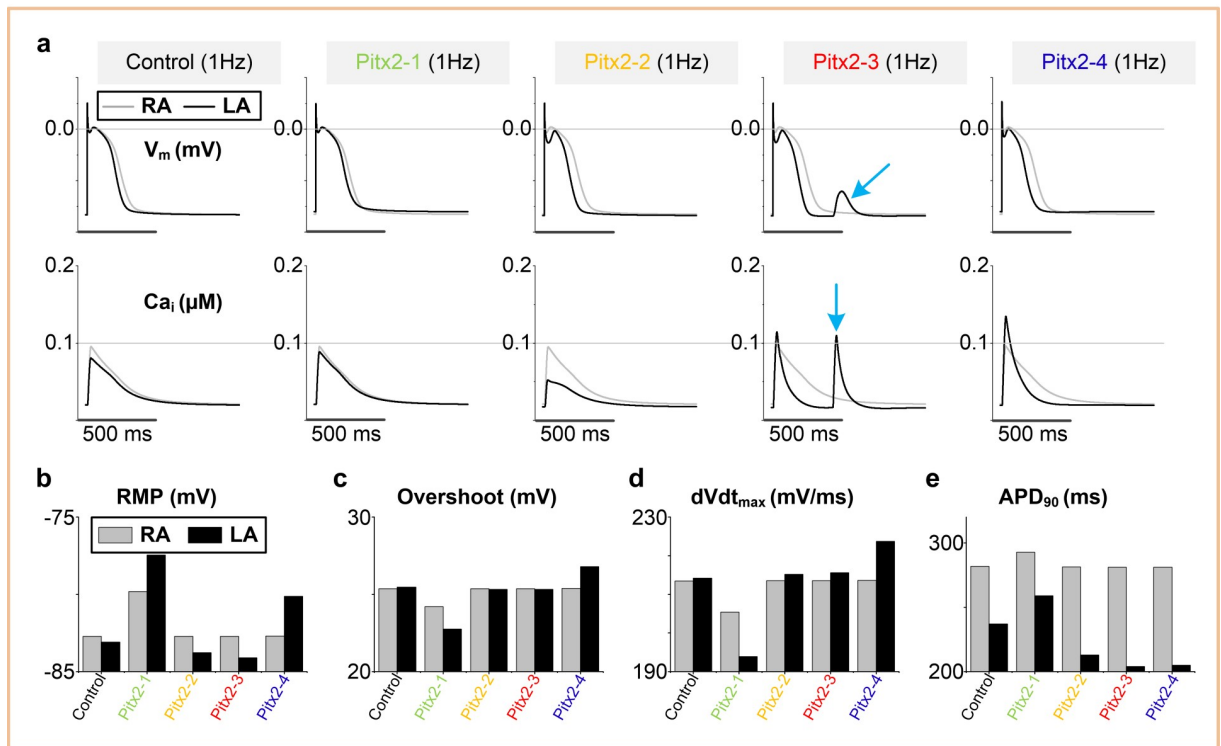 a
Control (1Hz) Pitx2-1 (1Hz) Pitx2-2 (1Hz) Pitx2-3 (1Hz) Pitx2-4 (1Hz)
RA LA
0.0 0.0 0.0 0.0 0.0
Vm (mV)
0.2 0.2 0.2 0.2 0.2
Cai (µM)
0.1 0.1 0.1 0.1 0.1
500 ms 500 ms 500 ms 500 ms 500 ms
b RMP (mV) c Overshoot (mV) d dVdtmax (mV/ms) e APD90 (ms)
-75 30 230 300
RA LA
-85 20 190 200
Control Pitx2-1 Pitx2-2 Pitx2-3 Pitx2-4 Control Pitx2-1 Pitx2-2 Pitx2-3 Pitx2-4 Control Pitx2-1 Pitx2-2 Pitx2-3 Pitx2-4 Control Pitx2-1 Pitx2-2 Pitx2-3 Pitx2-4